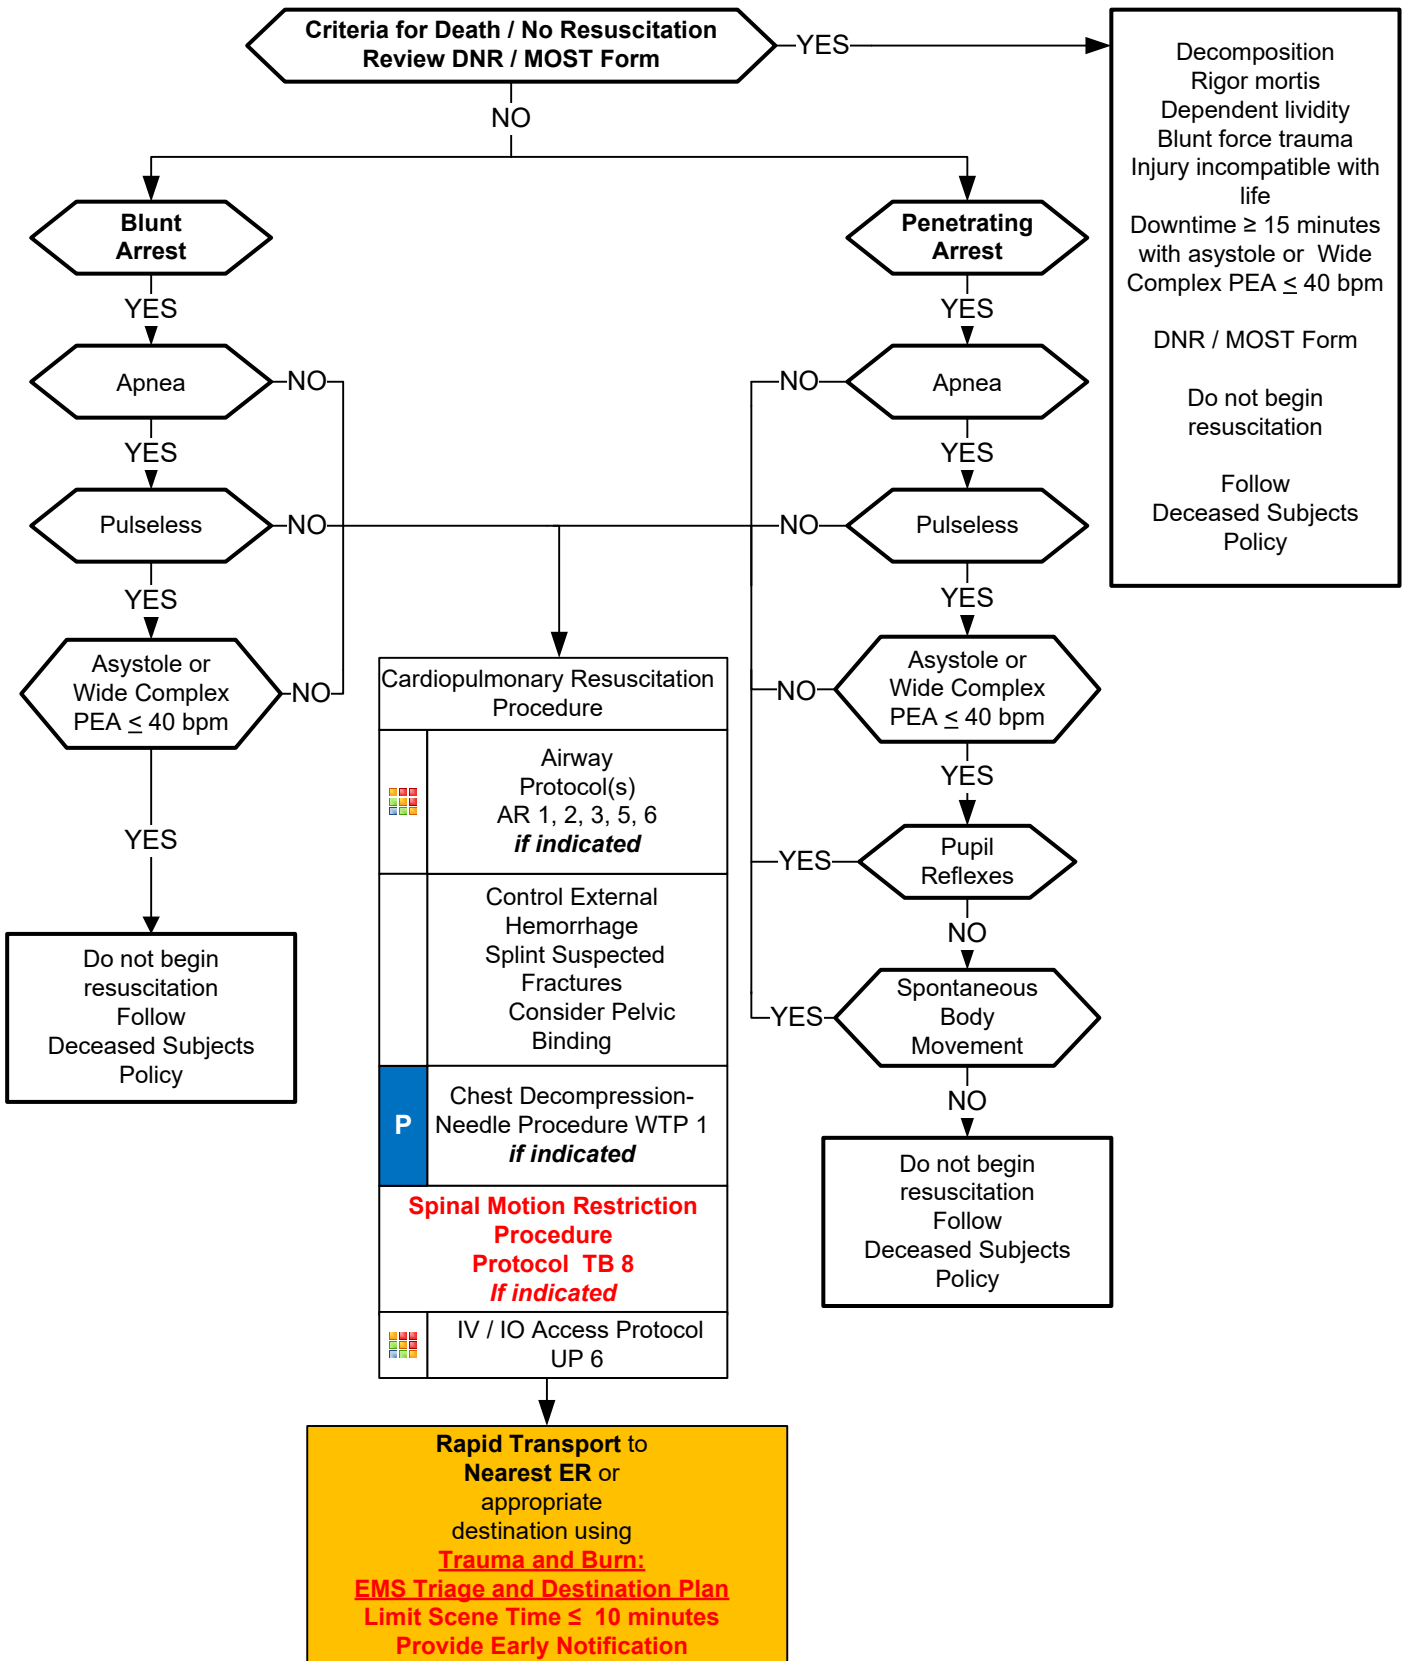 Criteria for Death / No Resuscitation
Review DNR / MOST Form
YES
Decomposition
Rigor mortis
Dependent lividity
Blunt force trauma
Injury incompatible with
life
Downtime ≥ 15 minutes
with asystole or Wide
Complex PEA ≤ 40 bpm
DNR / MOST Form
Do not begin
resuscitation
Follow
Deceased Subjects
Policy
NO
Blunt
Arrest
YES
Apnea
NO
YES
Pulseless
NO
YES
Asystole or
Wide Complex
PEA ≤ 40 bpm
NO
YES
Do not begin
resuscitation
Follow
Deceased Subjects
Policy
Penetrating
Arrest
YES
Apnea
NO
YES
Pulseless
NO
YES
Asystole or
Wide Complex
PEA ≤ 40 bpm
NO
YES
Pupil
Reflexes
YES
NO
Spontaneous
Body
Movement
YES
NO
Do not begin
resuscitation
Follow
Deceased Subjects
Policy
Cardiopulmonary Resuscitation
Procedure
Airway
Protocol(s)
AR 1, 2, 3, 5, 6
if indicated
Control External
Hemorrhage
Splint Suspected
Fractures
Consider Pelvic
Binding
P
Chest Decompression-
Needle Procedure WTP 1
if indicated
Spinal Motion Restriction
Procedure
Protocol TB 8
If indicated
IV / IO Access Protocol
UP 6
Rapid Transport to
Nearest ER or
appropriate
destination using
Trauma and Burn:
EMS Triage and Destination Plan
Limit Scene Time ≤ 10 minutes
Provide Early Notification